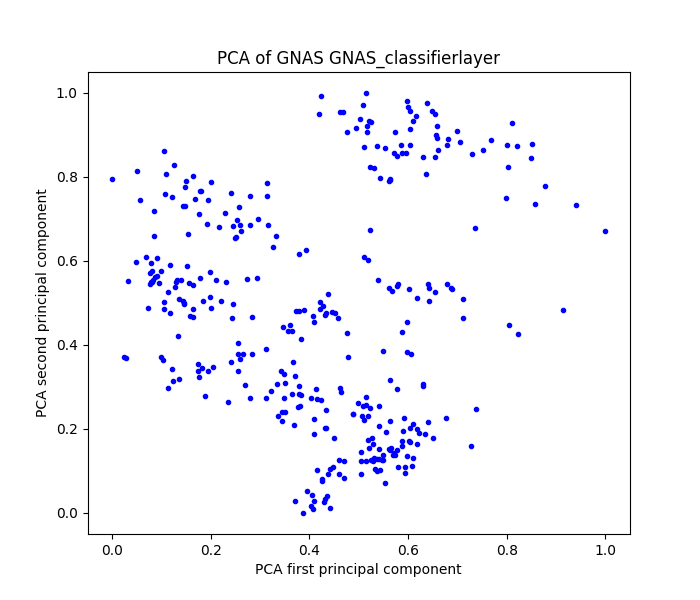 PCA of GNAS GNAS_classifierlayer
1.0
0.8
0.6
0.4
0.2
0.0
PCA second principal component
0.0 0.2 0.4 0.6 0.8 1.0
PCA first principal component